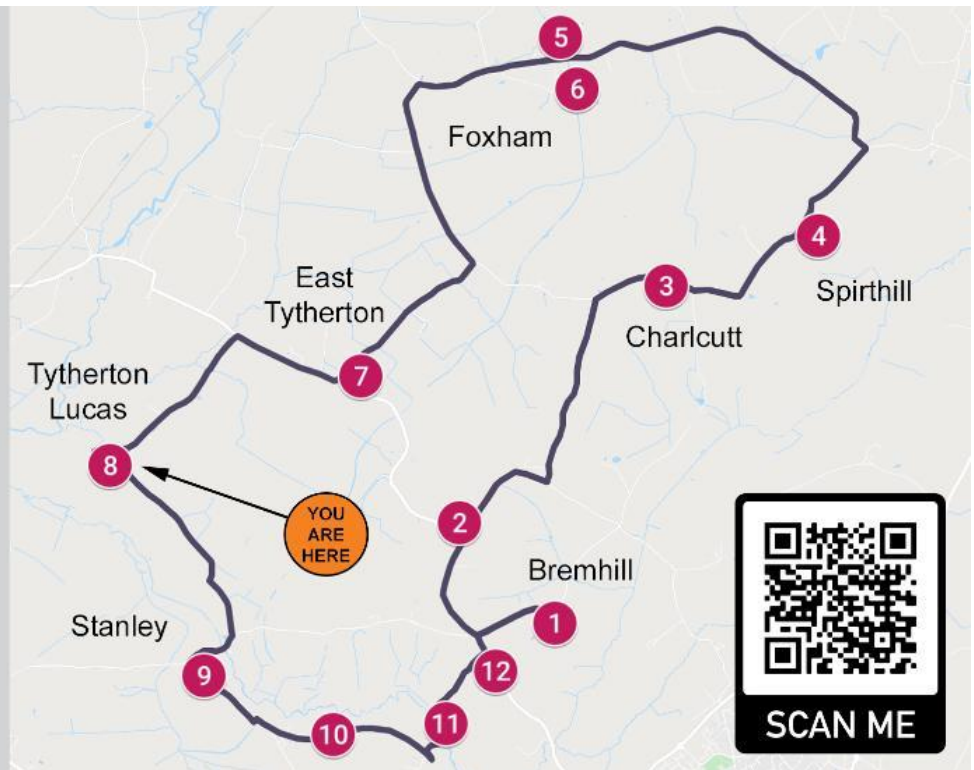 5
6
Foxham
4
East
Tytherton
3
Spirthill
Charlcutt
Tytherton
Lucas
7
8
YOU
ARE
HERE
2
Bremhill
Stanley
1
9
12
11
10
SCAN ME